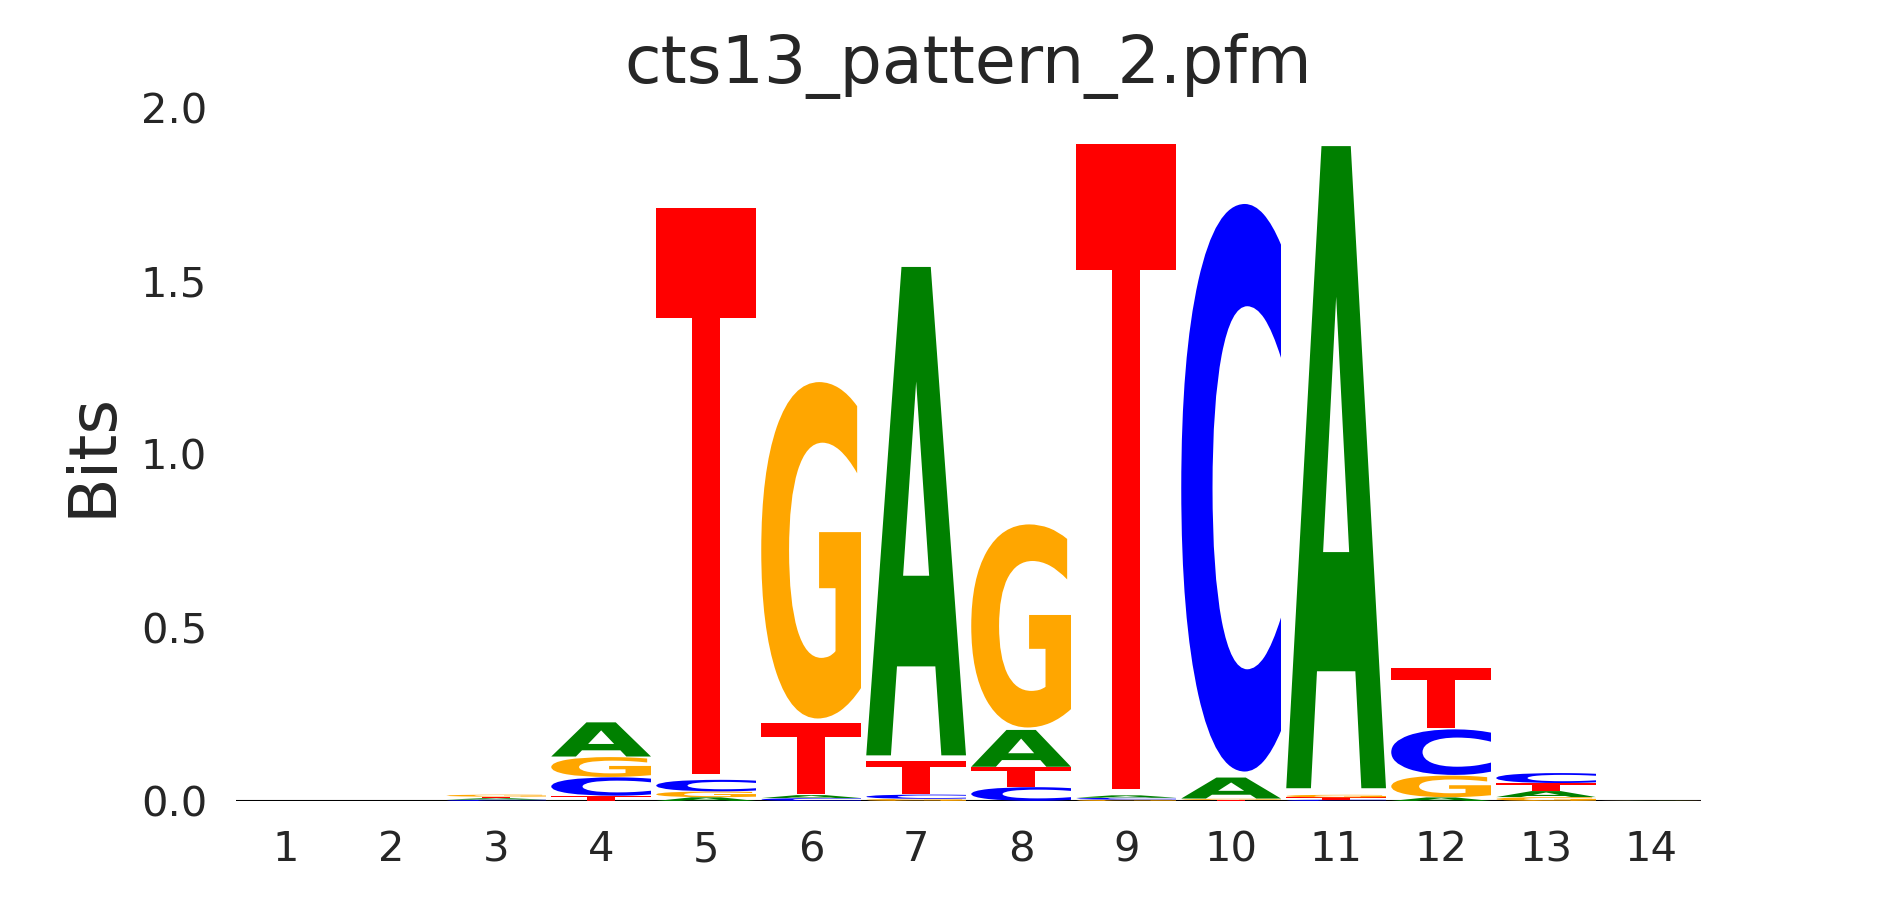 cts13_pattern_2.pfm
2.0
1.5
1.0
0.5
0.0
Bits
A G C T
T C G A
G T A C
A T C G
G A T C
T A C G
C A T
A G T C
T C G A
C T A G
1 2 3 4 5 6 7 8 9 10 11 12 13 14